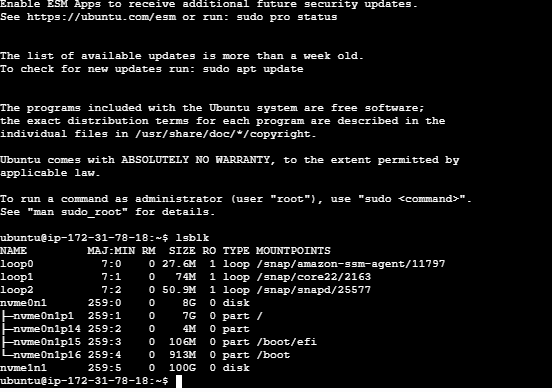 Enable ESM Apps to receive additional future security updates.
See https://ubuntu.com/esm or run: sudo pro status
The list of available updates is more than a week old.
To check for new updates run: sudo apt update
The programs included with the Ubuntu system are free software;
the exact distribution terms for each program are described in the
individual files in /usr/share/doc/*/copyright.
Ubuntu comes with ABSOLUTELY NO WARRANTY, to the extent permitted by
applicable law.
To run a command as administrator (user "root"), use "sudo <command>".
See "man sudo_root" for details.
ubuntu@ip-172-31-78-18:~$ lsblk
NAME         MAJ:MIN RM  SIZE RO TYPE MOUNTPOINTS
loop0          7:0    0 27.6M  1 loop /snap/amazon-ssm-agent/11797
loop1          7:1    0   74M  1 loop /snap/core22/2163
loop2          7:2    0 50.9M  1 loop /snap/snapd/25577
nvme0n1      259:0    0    8G  0 disk
├─nvme0n1p1  259:1    0    7G  0 part /
├─nvme0n1p14 259:2    0    4M  0 part
├─nvme0n1p15 259:3    0  106M  0 part /boot/efi
└─nvme0n1p16 259:4    0  913M  0 part /boot
nvme1n1      259:5    0  100G  0 disk
ubuntu@ip-172-31-78-18:~$